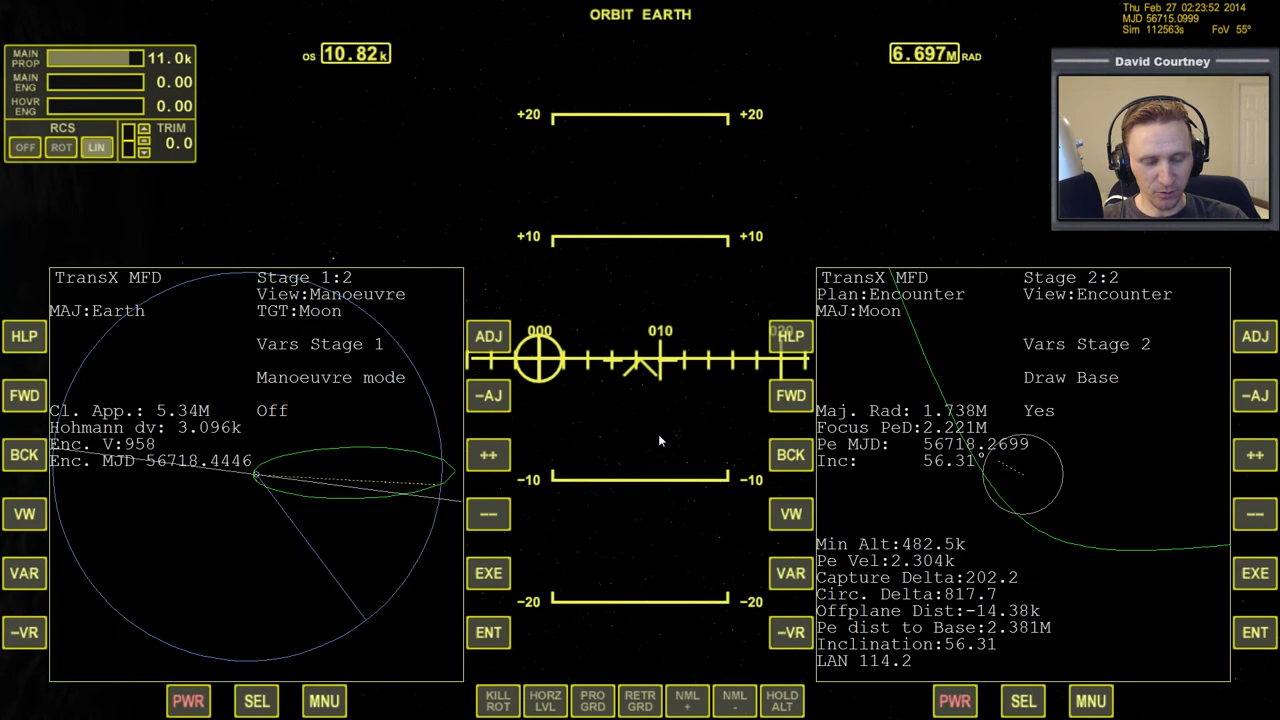 ORBIT EARTH
Thu Feb 27 02:23:52 2014
MJD 56715.0999
Sim 112563s FoV 55º
OS 10.82k
6.697M RAD
MAIN PROP 11.0k
MAIN ENG 0.00
HOVR ENG 0.00
RCS
TRIM
OFF ROT LIN
0.0
David Courtney
+20 +20
+10 +10
000 010 020
-10 -10
-20 -20
TransX MFD Stage 1:2
View:Manoeuvre
MAJ:Earth TGT:Moon
Vars Stage 1
Manoeuvre mode
Cl. App.: 5.34M Off
Hohmann dv: 3.096k
Enc. V:958
Enc. MJD 56718.4446
HLP
FWD
BCK
VW
VAR
-VR
ADJ
-AJ
++
--
EXE
ENT
PWR SEL MNU
TransX MFD Stage 2:2
Plan:Encounter View:Encounter
MAJ:Moon
Vars Stage 2
Draw Base
Maj. Rad: 1.738M Yes
Focus PeD:2.221M
Pe MJD: 56718.2699
Inc: 56.31°
Min Alt:482.5k
Pe Vel:2.304k
Capture Delta:202.2
Circ. Delta:817.7
Offplane Dist:-14.38k
Pe dist to Base:2.381M
Inclination:56.31
LAN 114.2
HLP
FWD
BCK
VW
VAR
-VR
ADJ
-AJ
++
--
EXE
ENT
PWR SEL MNU
KILL ROT
HORZ LVL
PRO GRD
RETR GRD
NML +
NML -
HOLD ALT